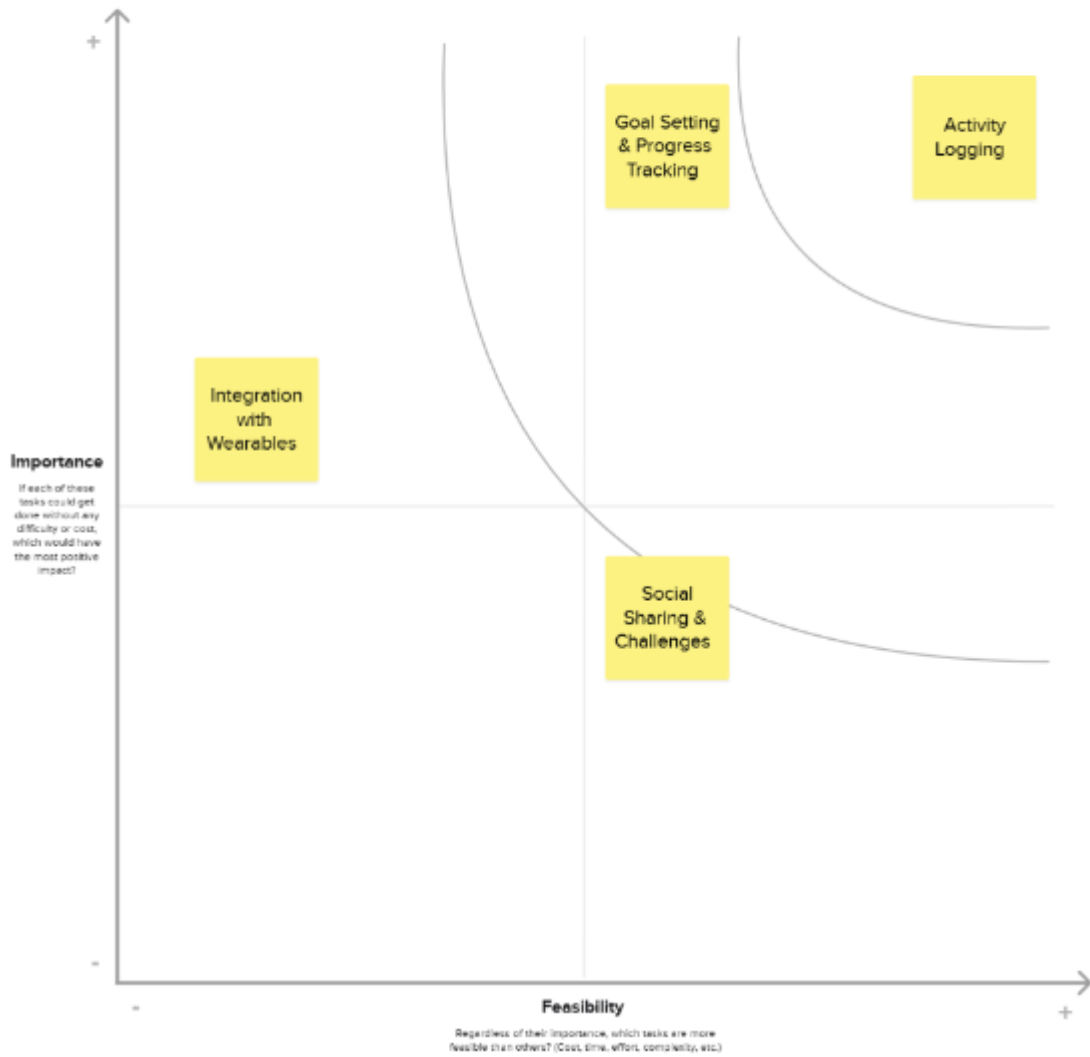 +
Goal Setting
& Progress
Tracking
Activity
Logging
Integration
with
Wearables
Importance
If each of these
tasks could get
done without any
difficulty or cost,
which would have
the most positive
impact?
Social
Sharing &
Challenges
-
-
Feasibility
+
Regardless of their importance, which tasks are more
feasible than others? (Cost, time, effort, complexity, etc.)